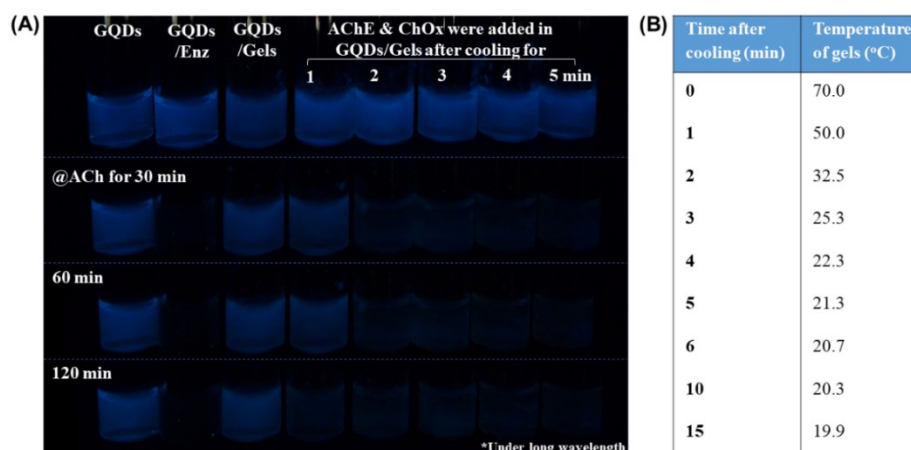 (A)
GQDs
GQDs
/Enz
GQDs
/Gels
AChE & ChOx were added in
GQDs/Gels after cooling for
1 2 3 4 5 min
@ACh for 30 min
60 min
120 min
*Under long wavelength
(B)
Time after cooling (min) Temperature of gels (°C)
0 70.0
1 50.0
2 32.5
3 25.3
4 22.3
5 21.3
6 20.7
10 20.3
15 19.9